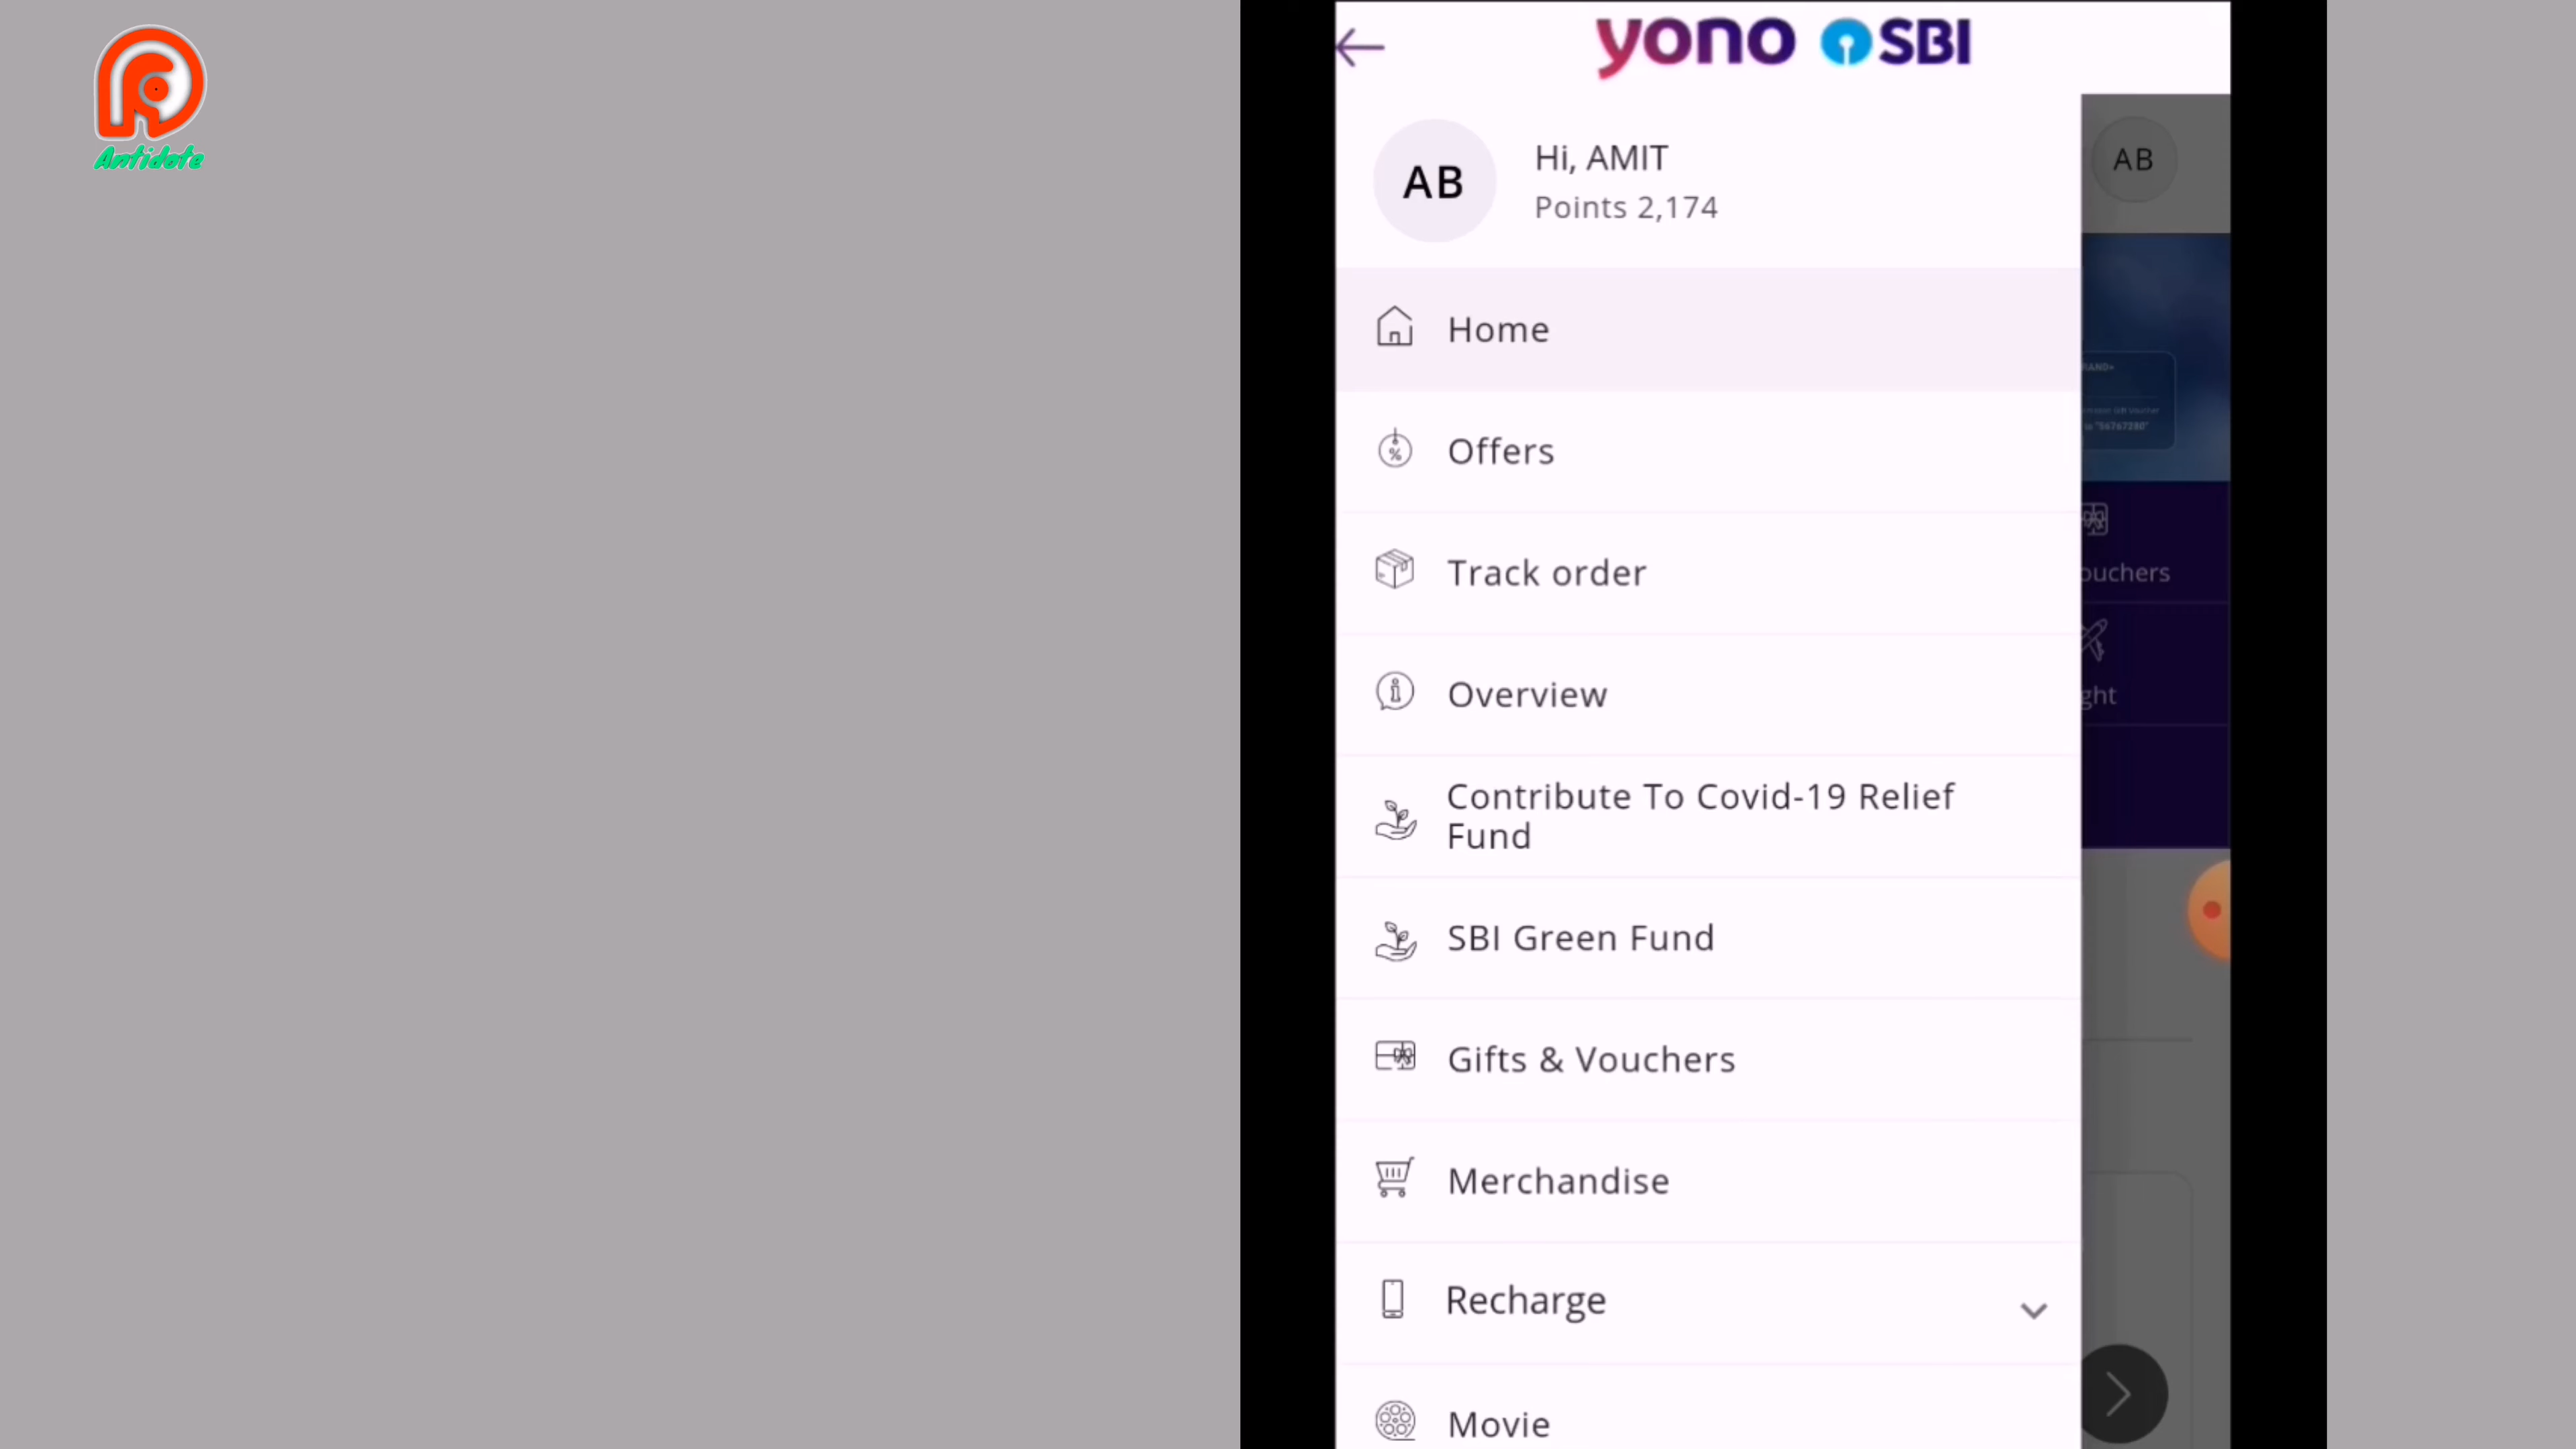 Antidote
yono SBI
AB
Hi, AMIT
Points 2,174
AB
Home
Offers
Track order
ouchers
Overview
ght
Contribute To Covid-19 Relief
Fund
SBI Green Fund
Gifts & Vouchers
Merchandise
Recharge
Movie